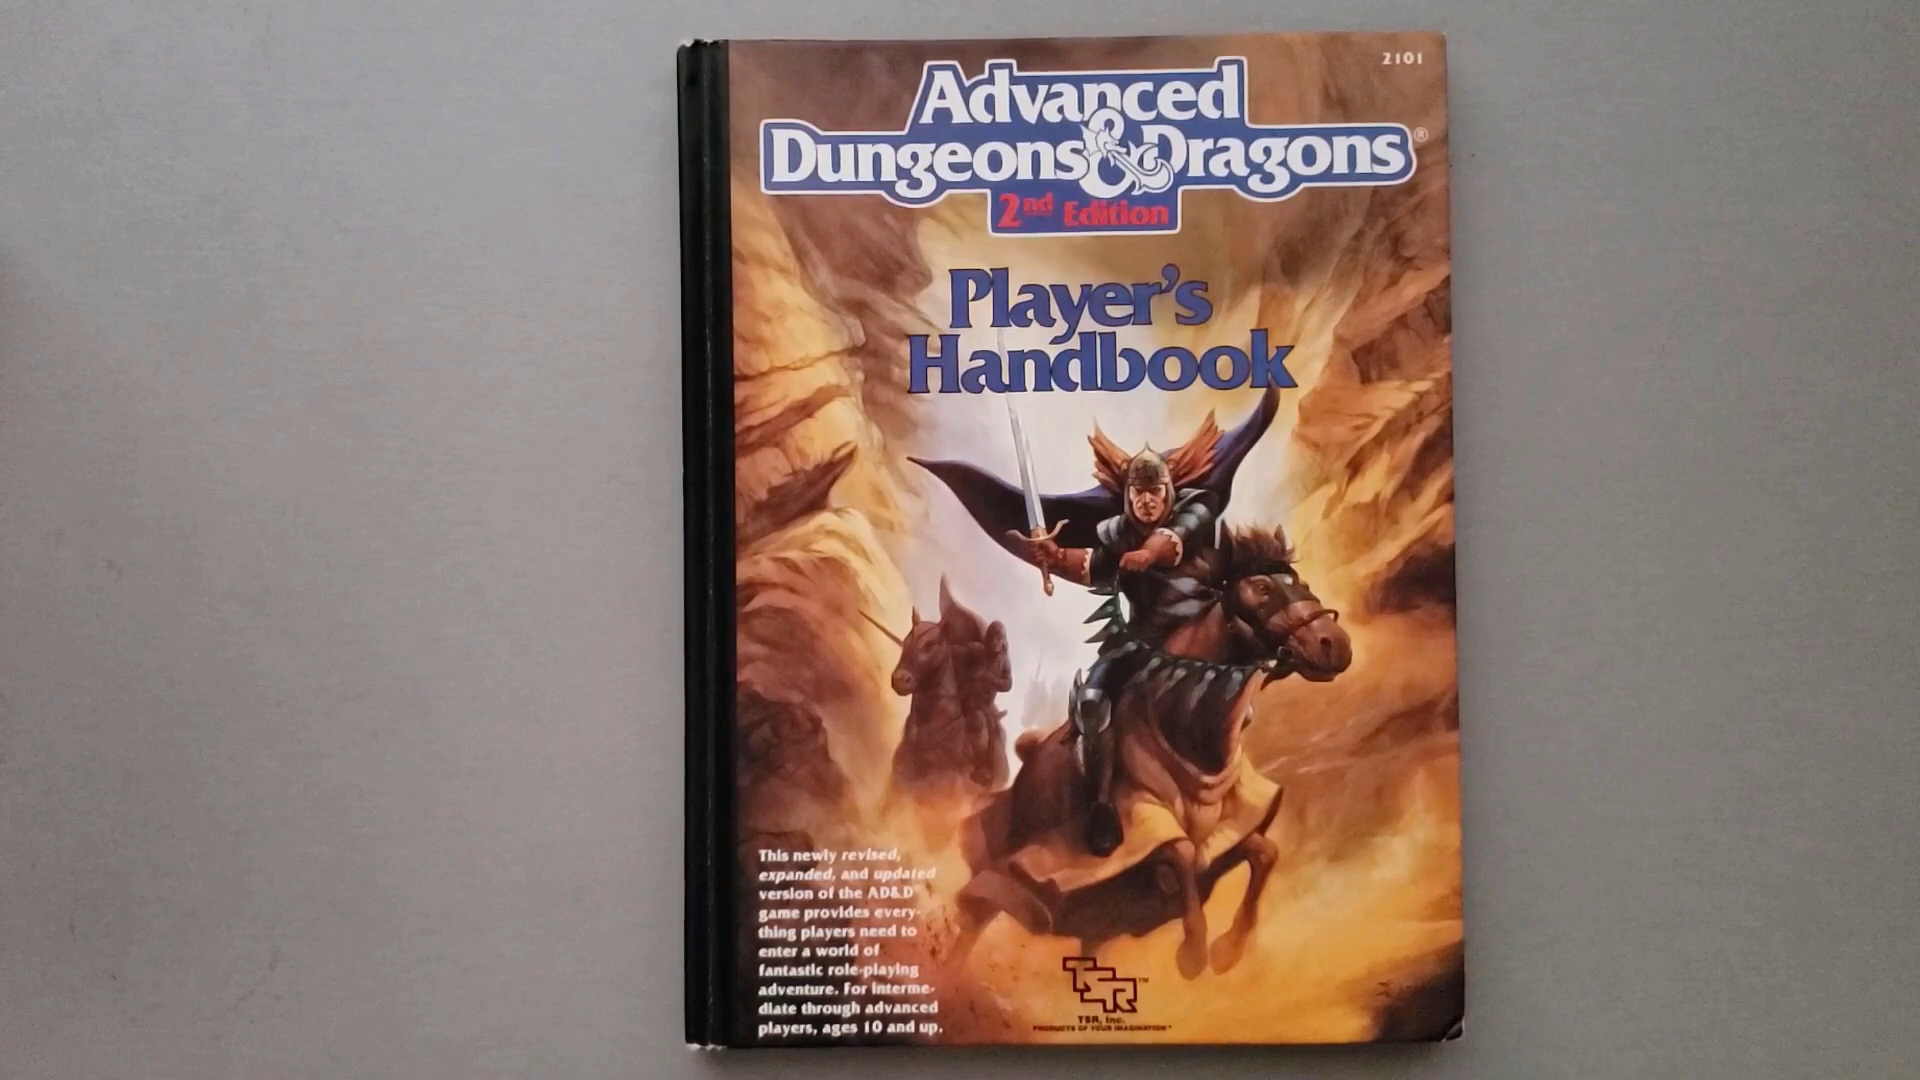 2101
Advanced
Dungeons & Dragons®
2nd Edition
Player's
Handbook
This newly revised,
expanded, and updated
version of the AD&D™
game provides every-
thing players need to
enter a world of
fantastic role-playing
adventure. For interme-
diate through advanced
players, ages 10 and up.
TSR™
TSR, Inc.
PRODUCTS OF YOUR IMAGINATION™